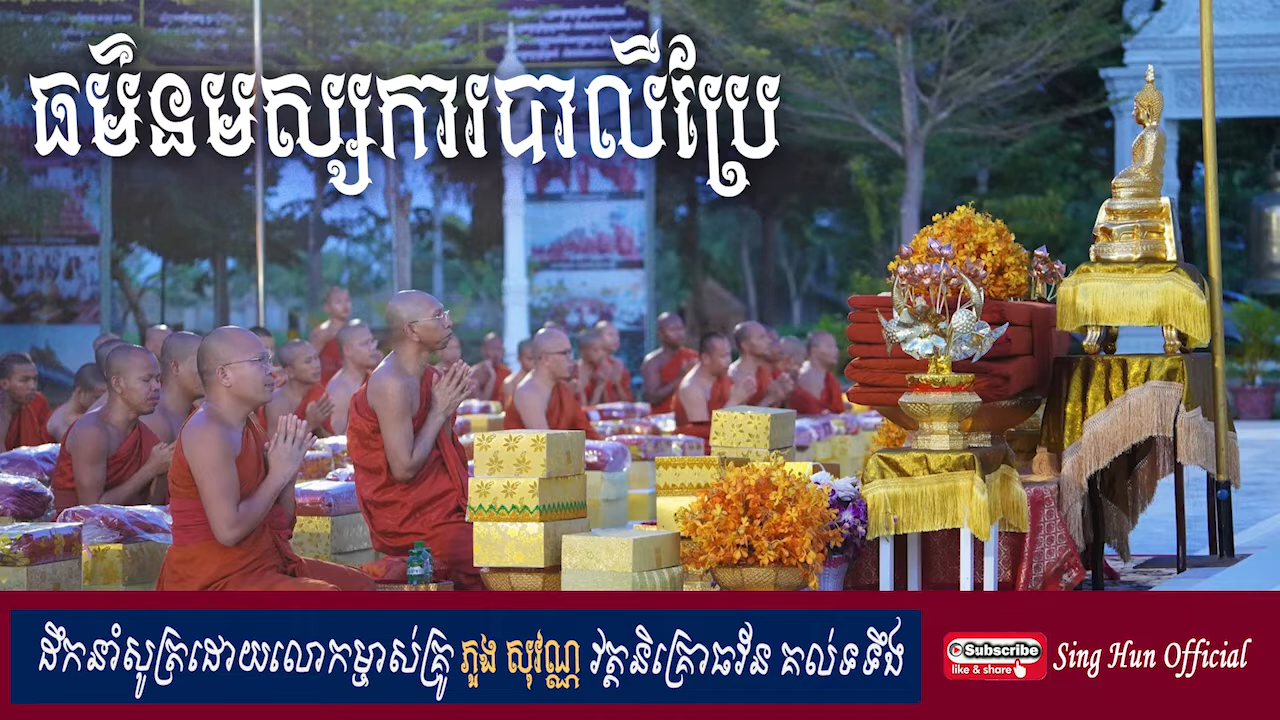 ធម៌នមស្សការបាលីប្រែ
ដឹកនាំសូត្រដោយលោកម្ចាស់គ្រូ ភួង សុវណ្ណ វត្តនិគ្រោធវ័ន គល់ទទឹង
Subscribe
like & share
Sing Hun Official